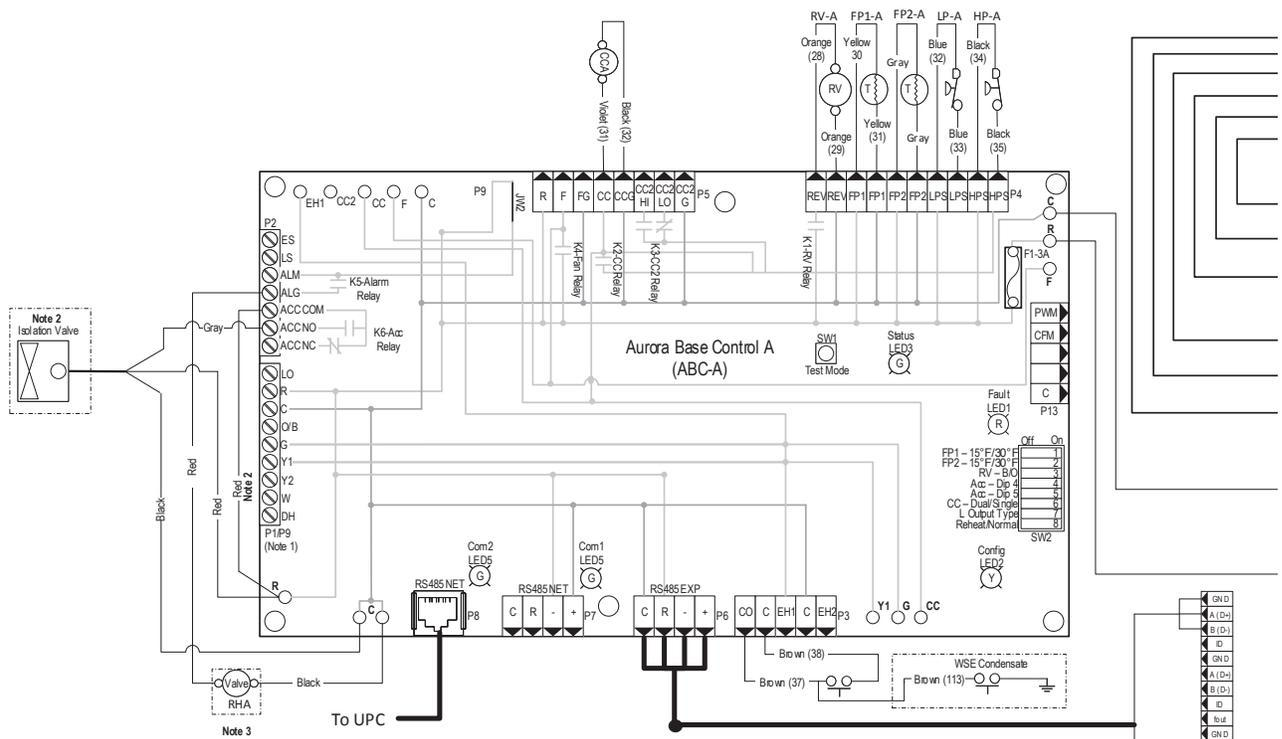 RV-A FP1-A FP2-A LP-A HP-A
Orange (28)
Yellow 30
Gray
Blue (32)
Black (34)
CCA
RV
T
T
Violet (31)
Black (32)
Orange (29)
Yellow (31)
Gray
Blue (33)
Black (35)
EH1 CC2 CC F C
P9
JW2
R F FG CC CCG CC2 HI CC2 LO CC2 G
P5
REV REV FP1 FP1 FP2 FP2 LPS LPS HPS HPS
P4
C
R
F
F1-3A
P2
ES
LS
ALM
ALG
ACC COM
ACC NO
ACC NC
K5-Alarm Relay
K6-Acc Relay
K4-Fan Relay
K2-CC Relay
K3-CC2 Relay
K1-RV Relay
Note 2
Isolation Valve
Gray
Aurora Base Control A
(ABC-A)
SW1
Test Mode
Status
LED3
G
PWM
CFM
C
P13
LO
R
C
O/B
G
Y1
Y2
W
DH
P1/P9
(Note 1)
Fault
LED1
R
Off On
FP1 – 15°F/30°F 1
FP2 – 15°F/30°F 2
RV – B/O 3
Acc – Dip 4 4
Acc – Dip 5 5
CC – Dual/Single 6
L Output Type 7
Reheat/Normal 8
SW2
Black
Red
Red
Red
Note 2
R
C
Com2
LED5
G
Com1
LED5
G
Config
LED2
Y
RS485 NET
P8
RS485 NET
C R - +
P7
RS485 EXP
C R - +
P6
CO C EH1 C EH2
P3
Y1 G CC
Brown (38)
Brown (37)
WSE Condensate
Brown (113)
Valve
RHA
Black
Note 3
To UPC
GND
A (D+)
B (D-)
ID
GND
A (D+)
B (D-)
ID
fout
GND